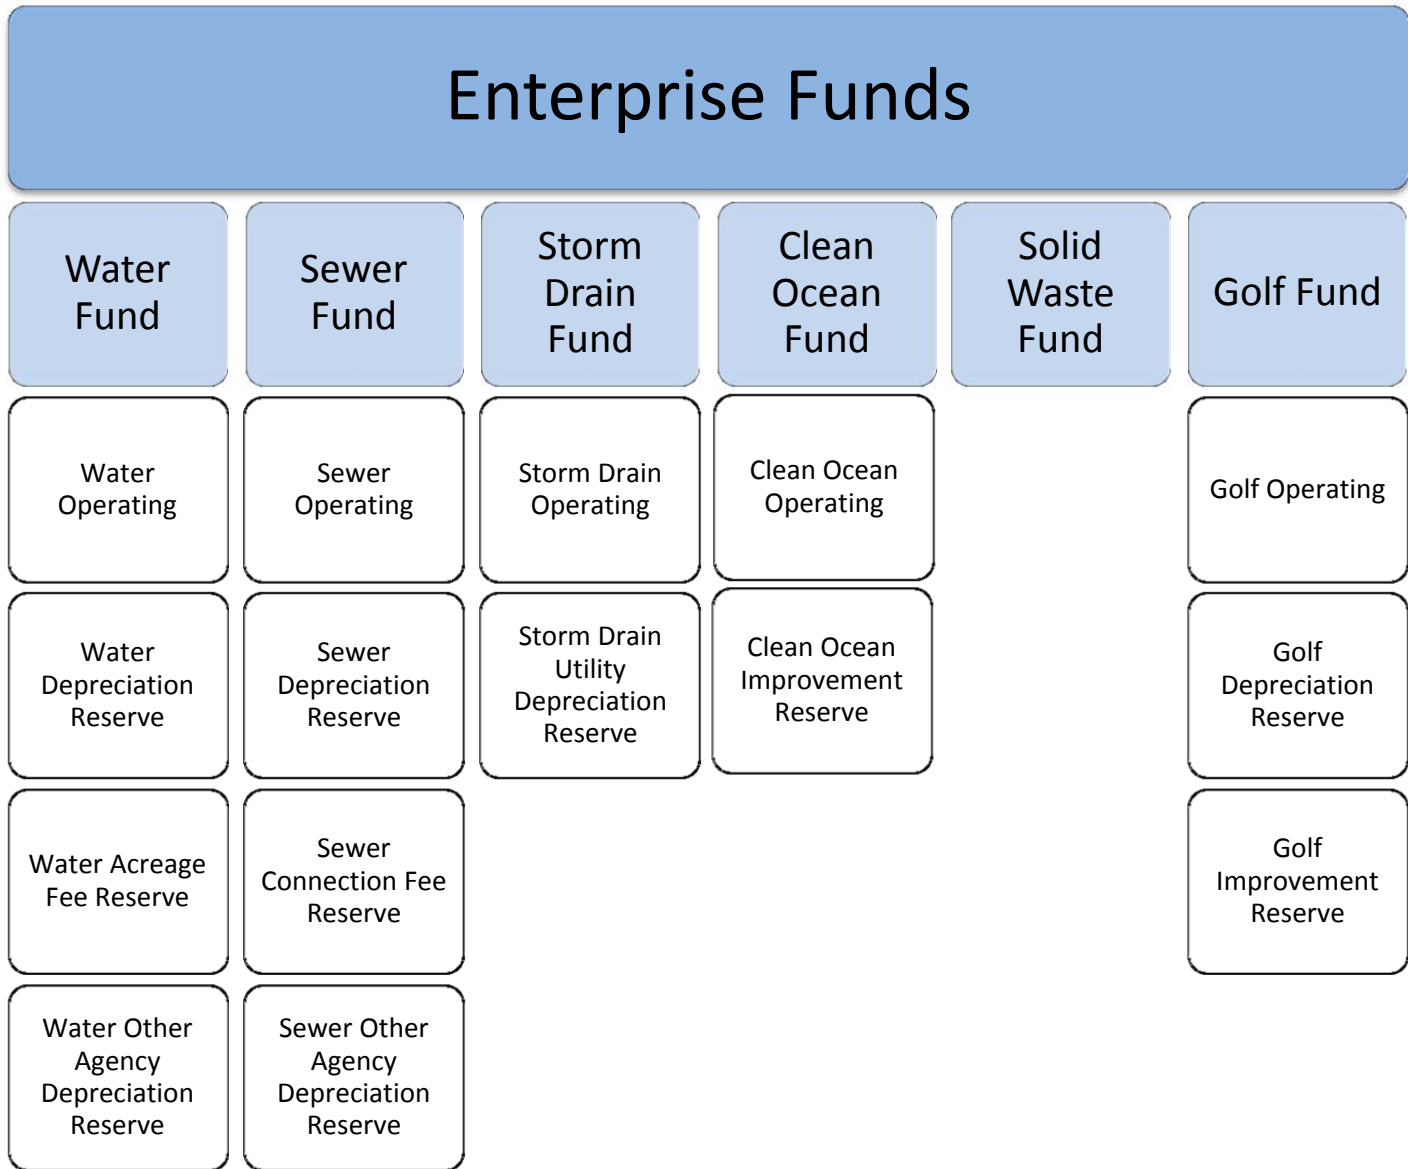 Enterprise Funds
Water
Fund
Sewer
Fund
Storm
Drain
Fund
Clean
Ocean
Fund
Solid
Waste
Fund
Golf Fund
Water
Operating
Sewer
Operating
Storm Drain
Operating
Clean Ocean
Operating
Golf Operating
Water
Depreciation
Reserve
Sewer
Depreciation
Reserve
Storm Drain
Utility
Depreciation
Reserve
Clean Ocean
Improvement
Reserve
Golf
Depreciation
Reserve
Water Acreage
Fee Reserve
Sewer
Connection Fee
Reserve
Golf
Improvement
Reserve
Water Other
Agency
Depreciation
Reserve
Sewer Other
Agency
Depreciation
Reserve